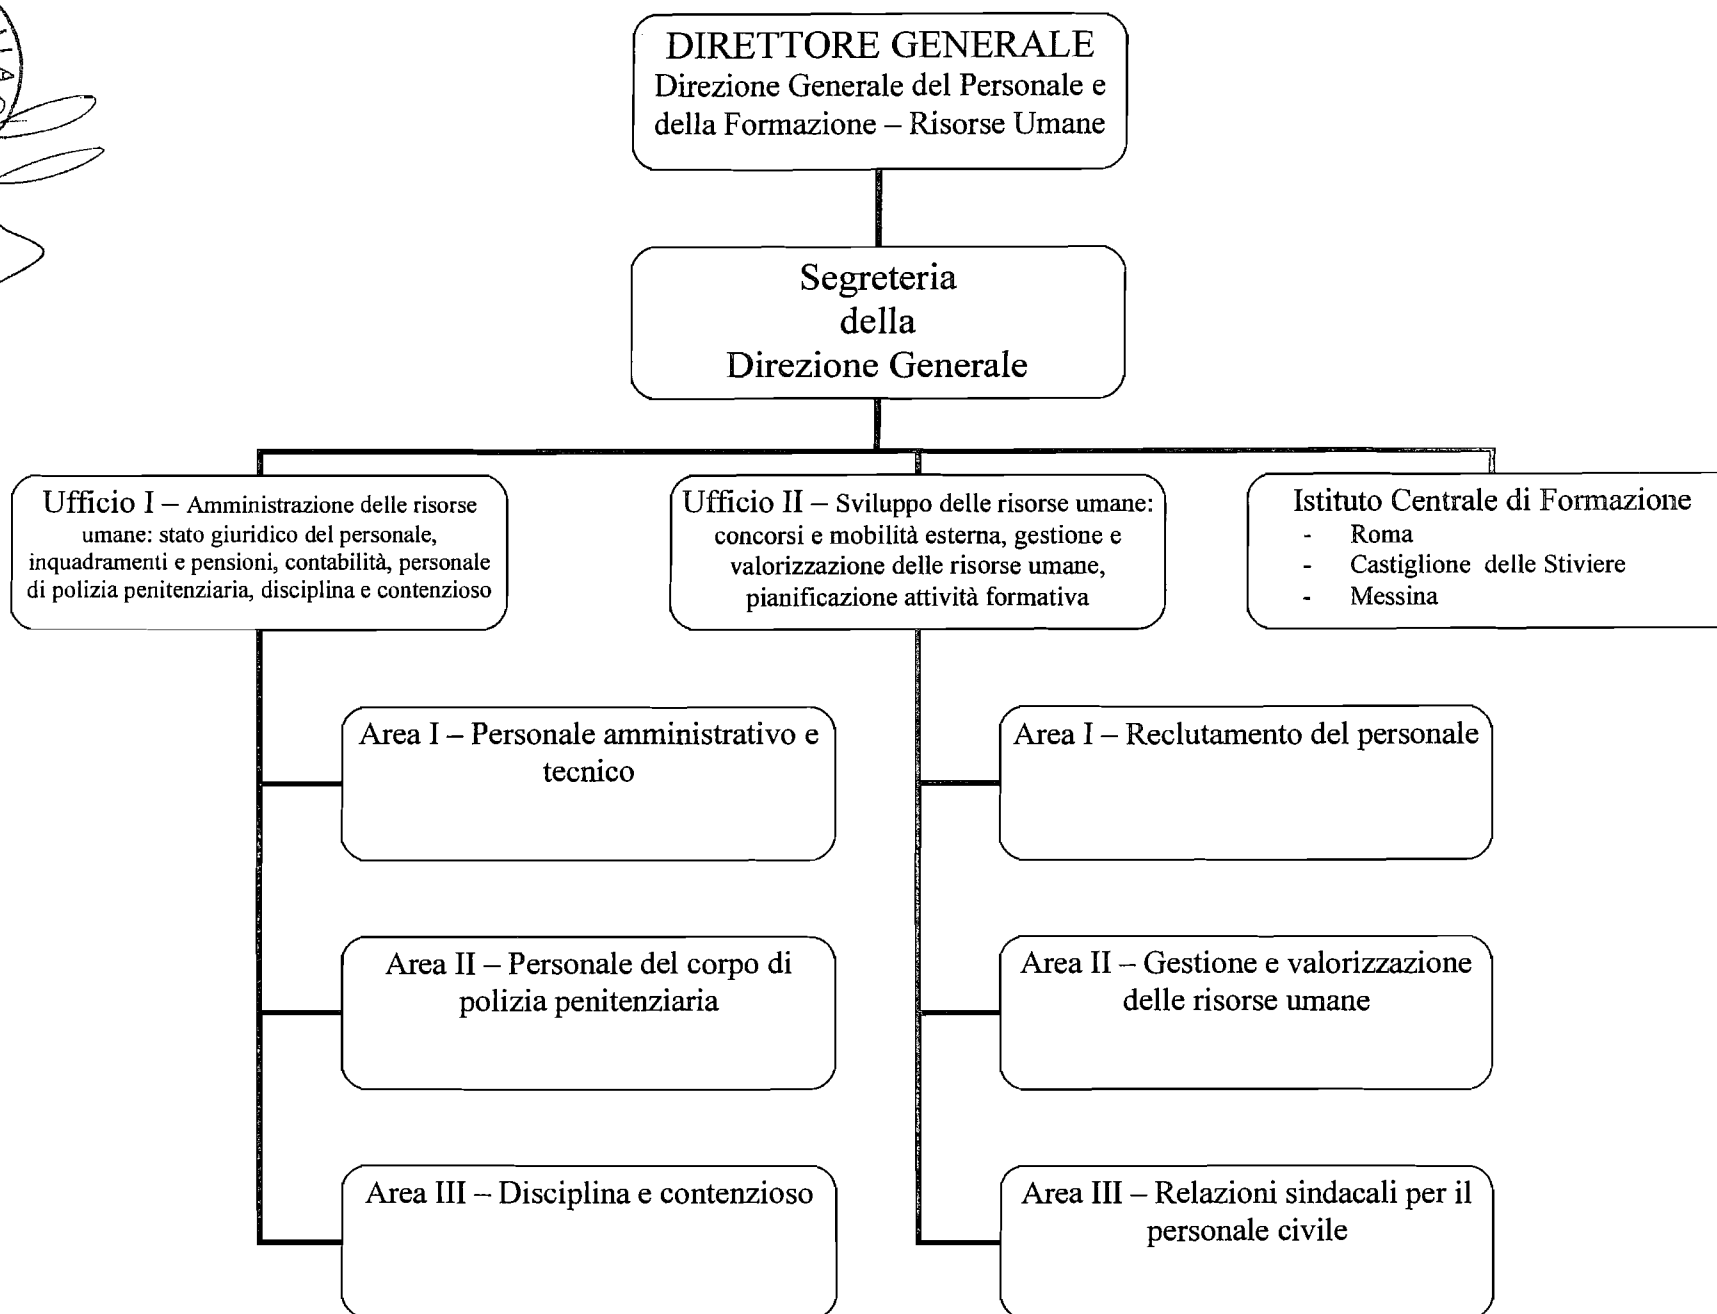 DIRETTORE GENERALE
Direzione Generale del Personale e
della Formazione – Risorse Umane
Segreteria
della
Direzione Generale
Ufficio I – Amministrazione delle risorse
umane: stato giuridico del personale,
inquadramenti e pensioni, contabilità, personale
di polizia penitenziaria, disciplina e contenzioso
Ufficio II – Sviluppo delle risorse umane:
concorsi e mobilità esterna, gestione e
valorizzazione delle risorse umane,
pianificazione attività formativa
Istituto Centrale di Formazione
- Roma
- Castiglione delle Stiviere
- Messina
Area I – Personale amministrativo e
tecnico
Area II – Personale del corpo di
polizia penitenziaria
Area III – Disciplina e contenzioso
Area I – Reclutamento del personale
Area II – Gestione e valorizzazione
delle risorse umane
Area III – Relazioni sindacali per il
personale civile